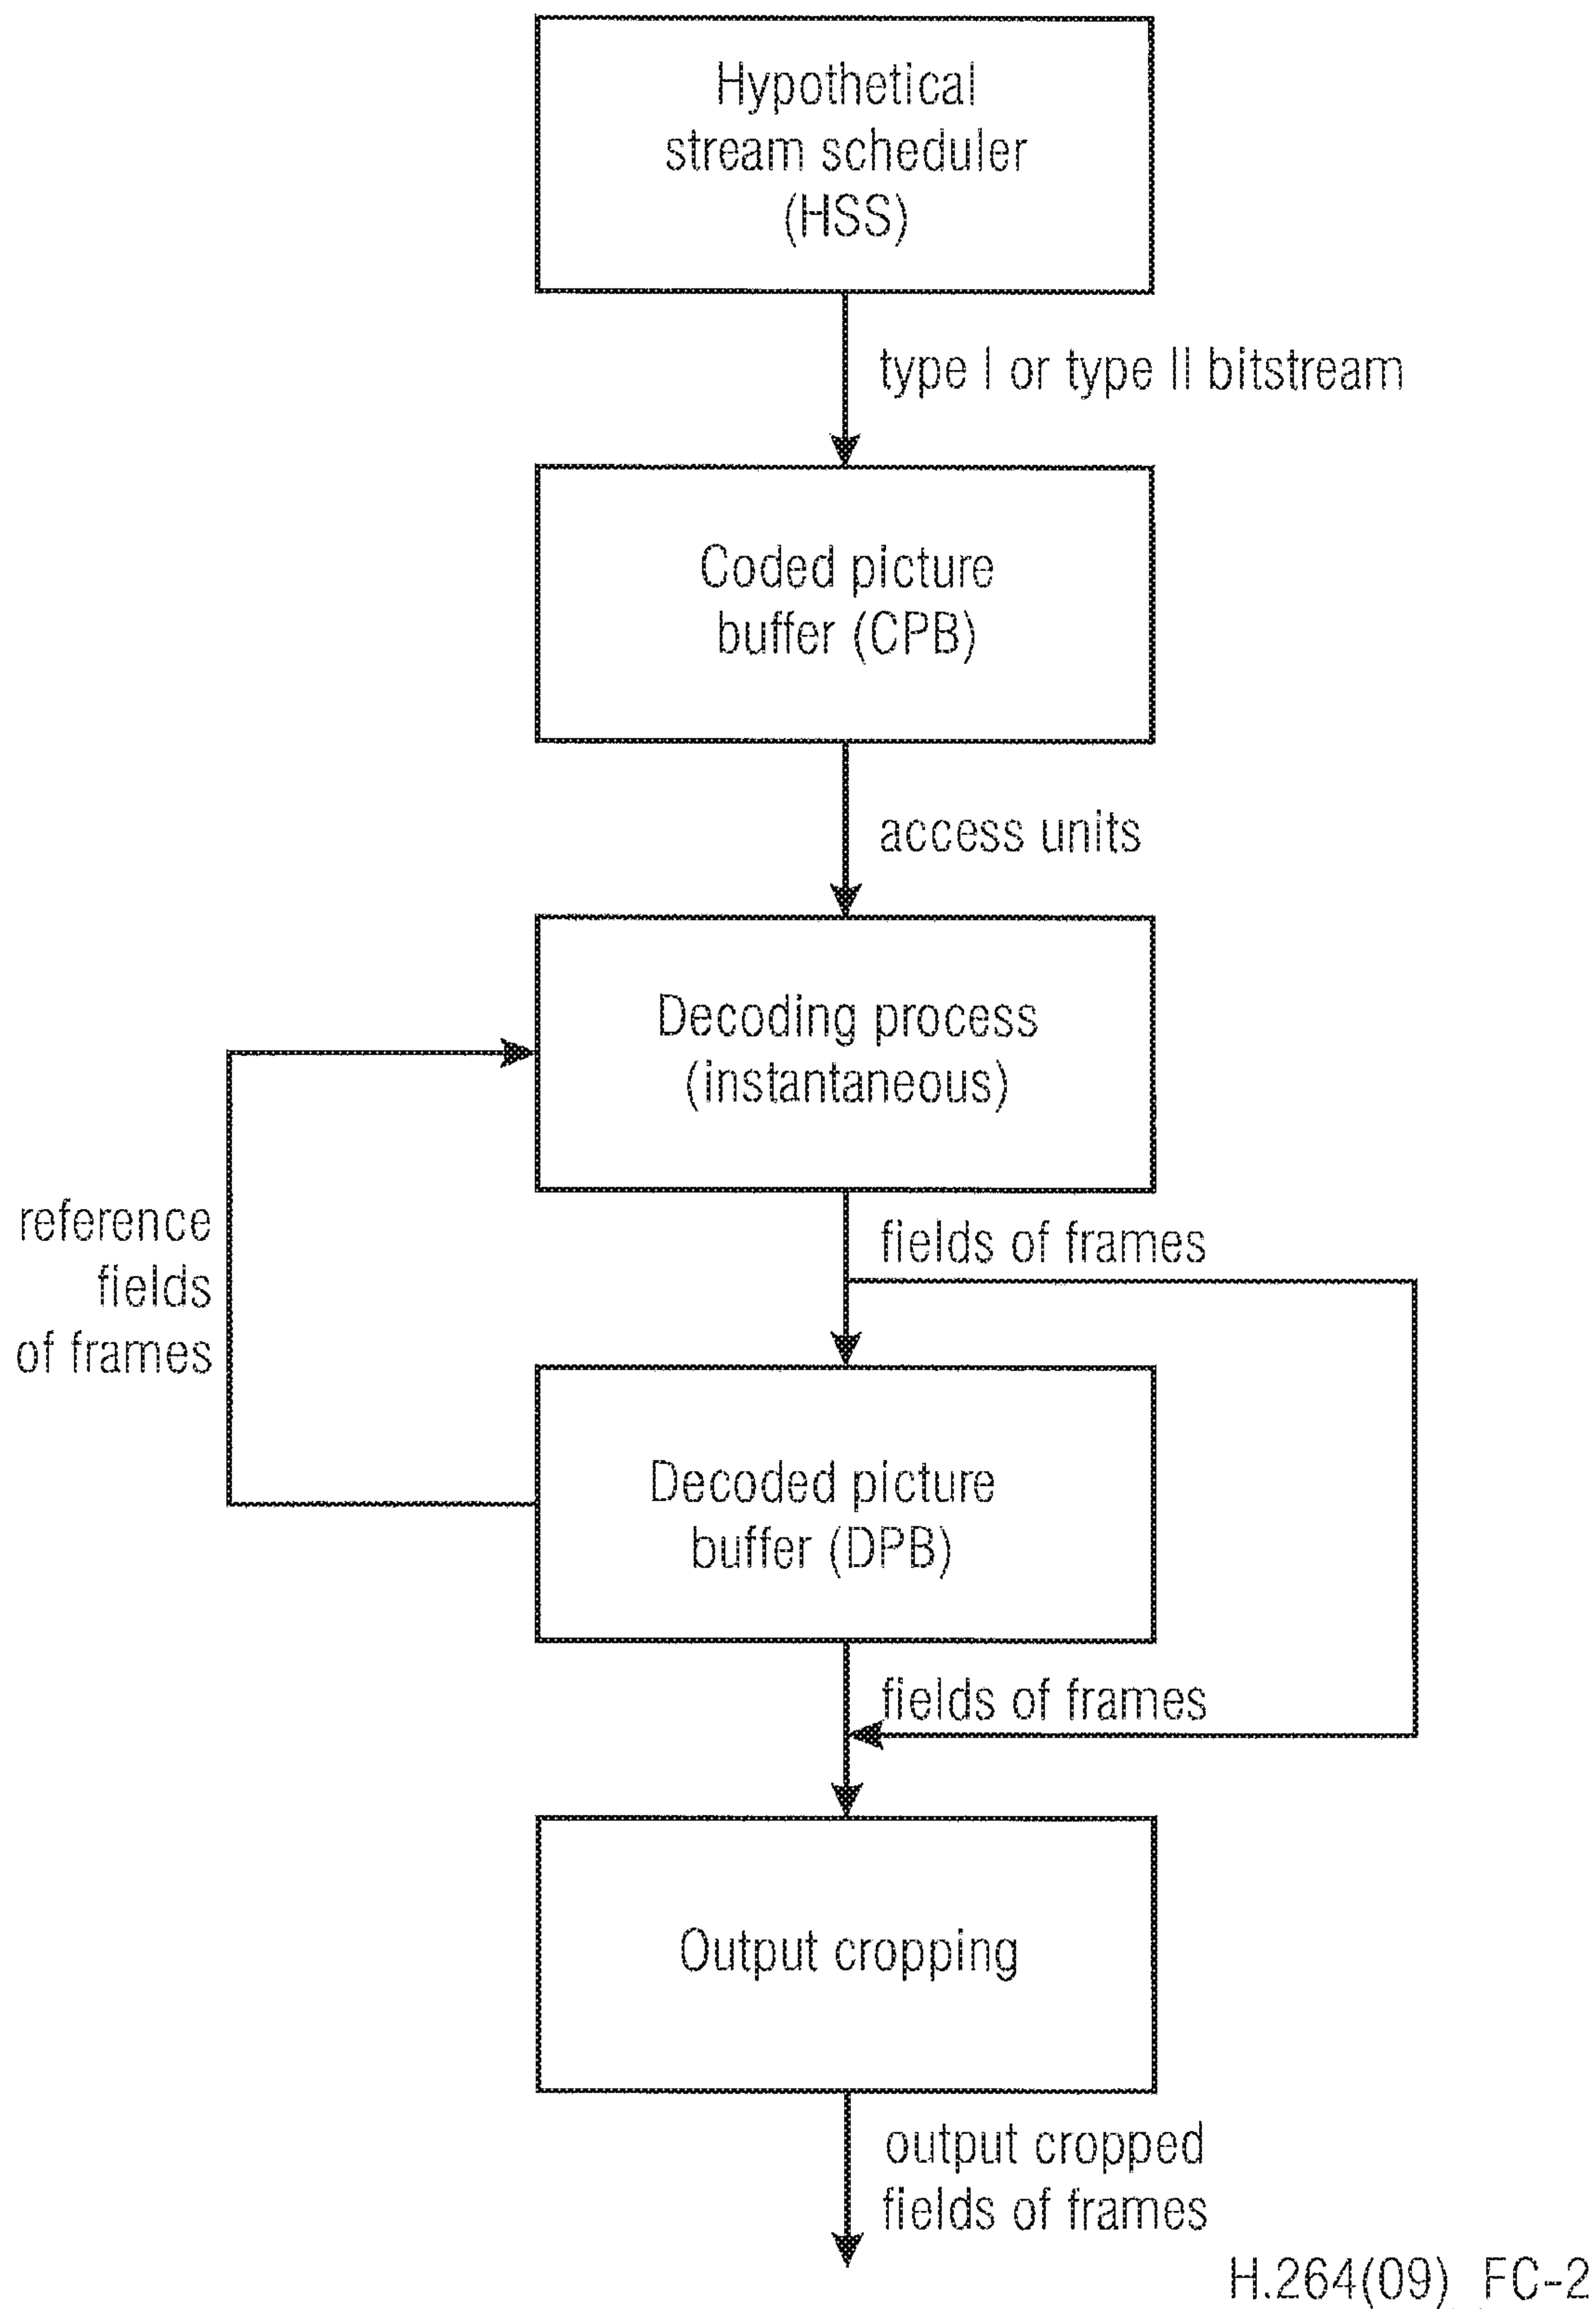 Hypothetical
stream scheduler
(HSS)
type I or type II bitstream
Coded picture
buffer (CPB)
access units
Decoding process
(instantaneous)
reference
fields
of frames
fields of frames
Decoded picture
buffer (DPB)
fields of frames
Output cropping
output cropped
fields of frames
H.264(09)_FC-2